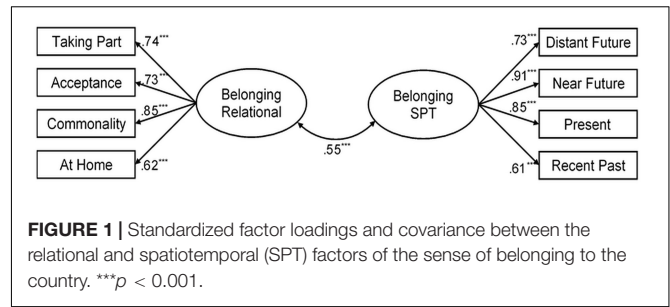 Taking Part
.74***
.73***
Distant Future
Acceptance
.73***
Belonging
Relational
Belonging
SPT
.91***
Near Future
Commonality
.85***
.85***
Present
At Home
.62***
.55***
.61***
Recent Past
FIGURE 1 | Standardized factor loadings and covariance between the
relational and spatiotemporal (SPT) factors of the sense of belonging to the
country. ***p < 0.001.